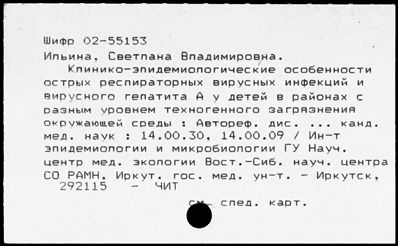 Шифр 02-55153
Ильина, Светлана Владимировна.
Клинико-эпидемиологические особенности
острых респираторных вирусных инфекций и
вирусного гепатита А у детей в районах с
разным уровнем техногенного загрязнения
окружающей среды : Автореф. дис. ... канд.
мед. наук : 14.00.30, 14.00.09 / Ин-т
эпидемиологии и микробиологии ГУ Науч.
центр мед. экологии Вост.-Сиб. науч. центра
СО РАМН, Иркут. гос. мед. ун-т. - Иркутск,
292115 - ЧИТ
см. след. карт.